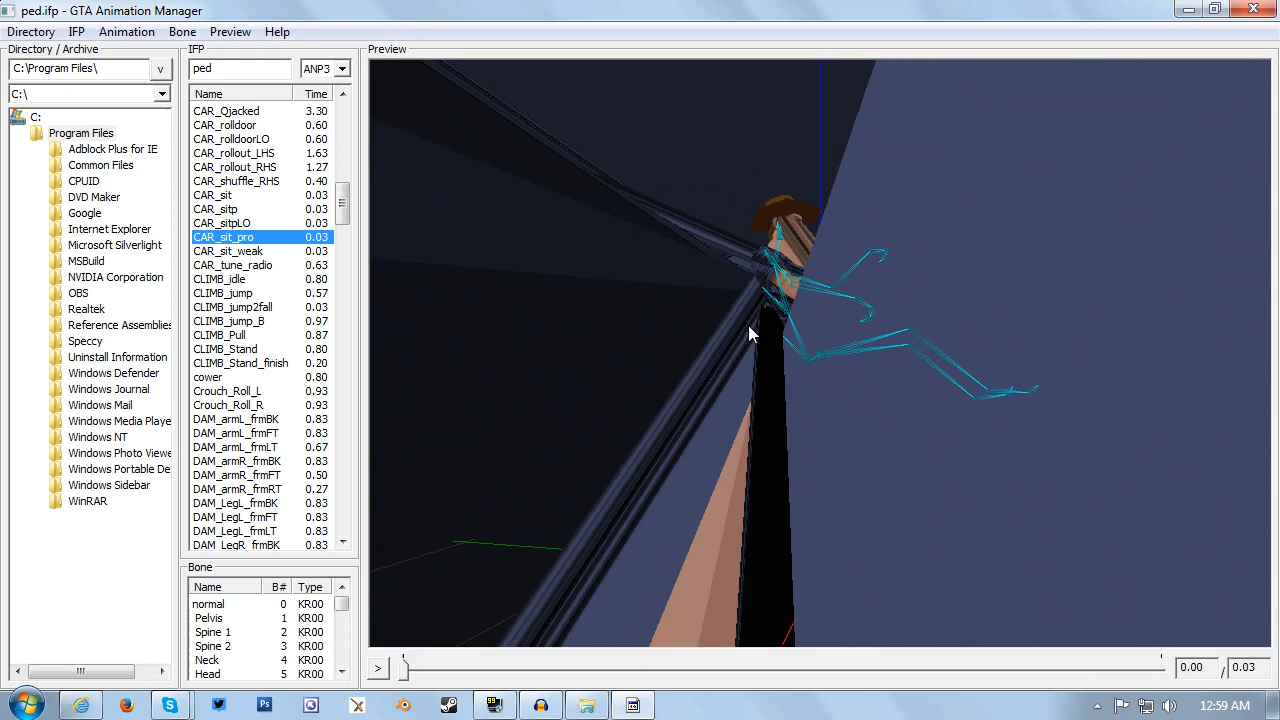 ped.ifp - GTA Animation Manager
Directory IFP Animation Bone Preview Help
Directory / Archive
C:\Program Files\ v
C:\
C:
Program Files
Adblock Plus for IE
Common Files
CPUID
DVD Maker
Google
Internet Explorer
Microsoft Silverlight
MSBuild
NVIDIA Corporation
OBS
Realtek
Reference Assemblies
Speccy
Uninstall Information
Windows Defender
Windows Journal
Windows Mail
Windows Media Playe
Windows NT
Windows Photo Viewe
Windows Portable De
Windows Sidebar
WinRAR
IFP
ped ANP3
Name Time
CAR_Qjacked 3.30
CAR_rolldoor 0.60
CAR_rolldoorLO 0.60
CAR_rollout_LHS 1.63
CAR_rollout_RHS 1.27
CAR_shuffle_RHS 0.40
CAR_sit 0.03
CAR_sitp 0.03
CAR_sitpLO 0.03
CAR_sit_pro 0.03
CAR_sit_weak 0.03
CAR_tune_radio 0.63
CLIMB_idle 0.80
CLIMB_jump 0.57
CLIMB_jump2fall 0.03
CLIMB_jump_B 0.97
CLIMB_Pull 0.87
CLIMB_Stand 0.80
CLIMB_Stand_finish 0.20
cower 0.80
Crouch_Roll_L 0.93
Crouch_Roll_R 0.93
DAM_armL_frmBK 0.83
DAM_armL_frmFT 0.83
DAM_armL_frmLT 0.67
DAM_armR_frmBK 0.83
DAM_armR_frmFT 0.50
DAM_armR_frmRT 0.27
DAM_LegL_frmBK 0.83
DAM_LegL_frmFT 0.83
DAM_LegL_frmLT 0.83
DAM_LegR_frmBK 0.83
Bone
Name B# Type
normal 0 KR00
Pelvis 1 KR00
Spine 1 2 KR00
Spine 2 3 KR00
Neck 4 KR00
Head 5 KR00
Preview
> 0.00 / 0.03
12:59 AM